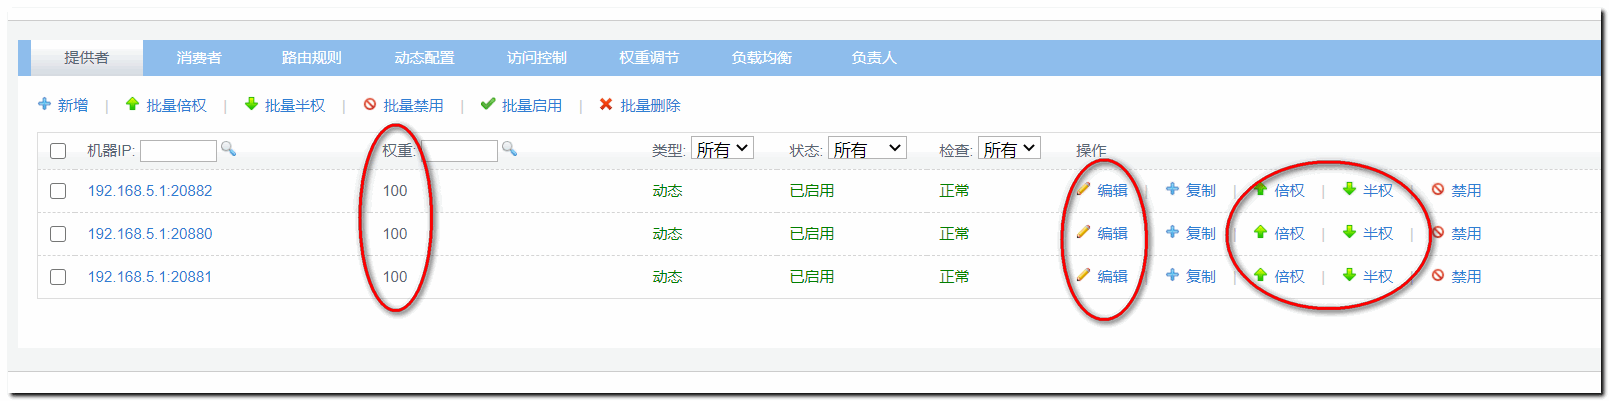 提供者 消费者 路由规则 动态配置 访问控制 权重调节 负载均衡 负责人
新增 | 批量倍权 | 批量半权 | 批量禁用 | 批量启用 | 批量删除
机器IP: 权重: 类型: 所有 状态: 所有 检查: 所有 操作
192.168.5.1:20882 100 动态 已启用 正常 编辑 | 复制 | 倍权 | 半权 | 禁用
192.168.5.1:20880 100 动态 已启用 正常 编辑 | 复制 | 倍权 | 半权 | 禁用
192.168.5.1:20881 100 动态 已启用 正常 编辑 | 复制 | 倍权 | 半权 | 禁用